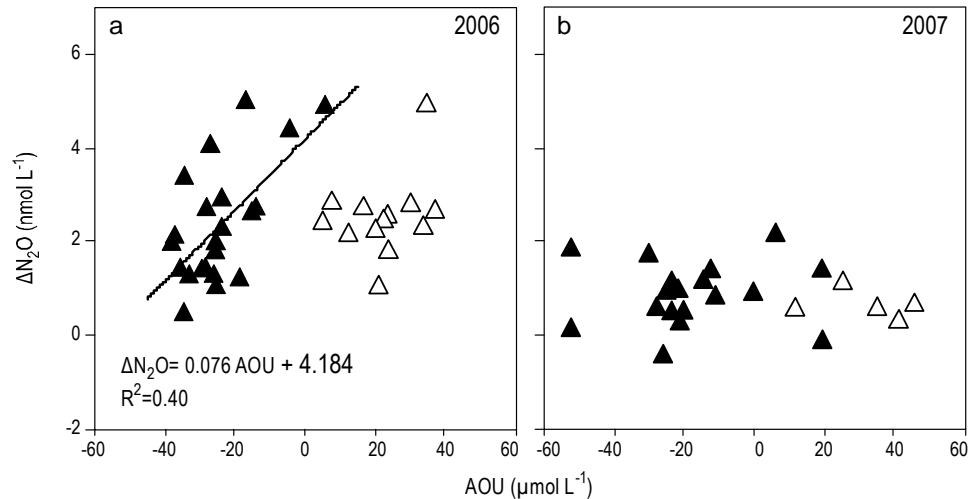 a 2006
b 2007
6
4
2
0
-2
ΔN₂O (nmol L⁻¹)
ΔN₂O= 0.076 AOU + 4.184
R²=0.40
-60 -40 -20 0 20 40 60
-60 -40 -20 0 20 40 60
AOU (µmol L⁻¹)